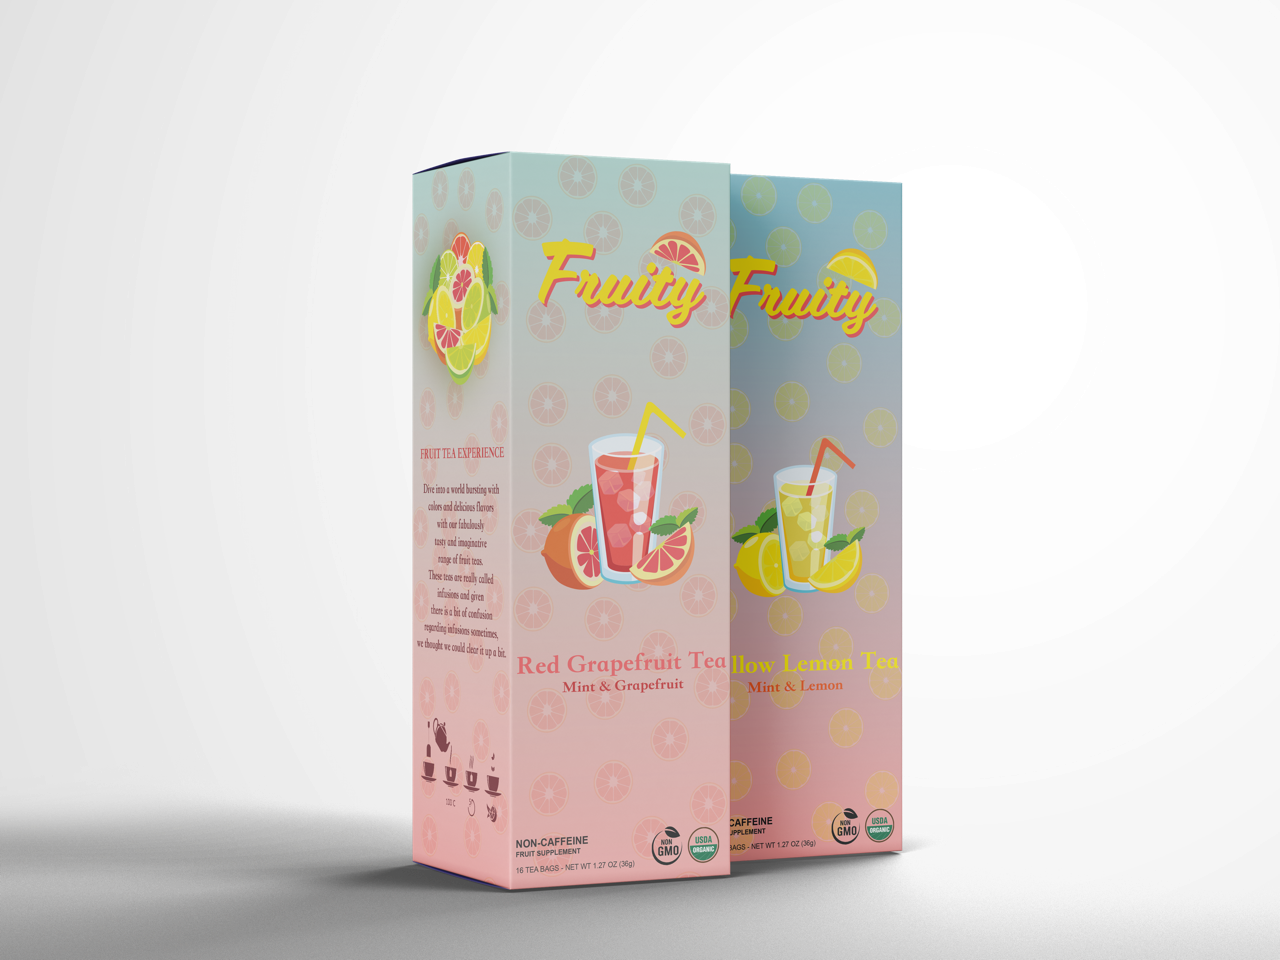 Fruity
FRUIT TEA EXPERIENCE
Dive into a world bursting with
colors and delicious flavors
with our fabulously
tasty and imaginative
range of fruit teas.
These teas are really called
infusions and given
there is a bit of confusion
regarding infusions sometimes,
we thought we could clear it up a bit.
Red Grapefruit Tea
Mint & Grapefruit
NON-CAFFEINE
FRUIT SUPPLEMENT
16 TEA BAGS - NET WT 1.27 OZ (36g)
NON
GMO
USDA
ORGANIC
Fruity
llow Lemon Tea
Mint & Lemon
CAFFEINE
UPPLEMENT
BAGS - NET WT 1.27 OZ (36g)
NON
GMO
USDA
ORGANIC